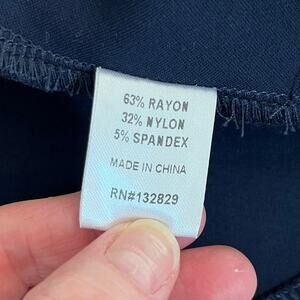 63% RAYON
32% NYLON
5% SPANDEX
MADE IN CHINA
RN#132829